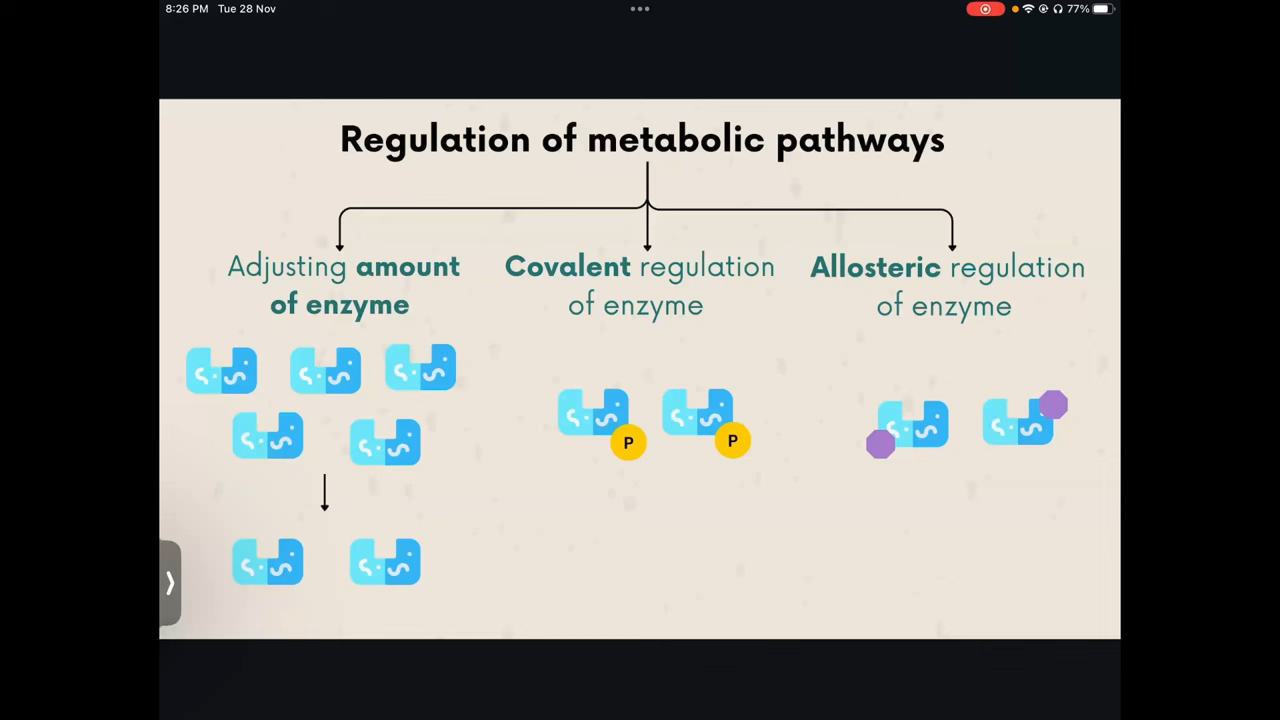 8:26 PM Tue 28 Nov
77%
Regulation of metabolic pathways
Adjusting amount
of enzyme
Covalent regulation
of enzyme
Allosteric regulation
of enzyme
P
P